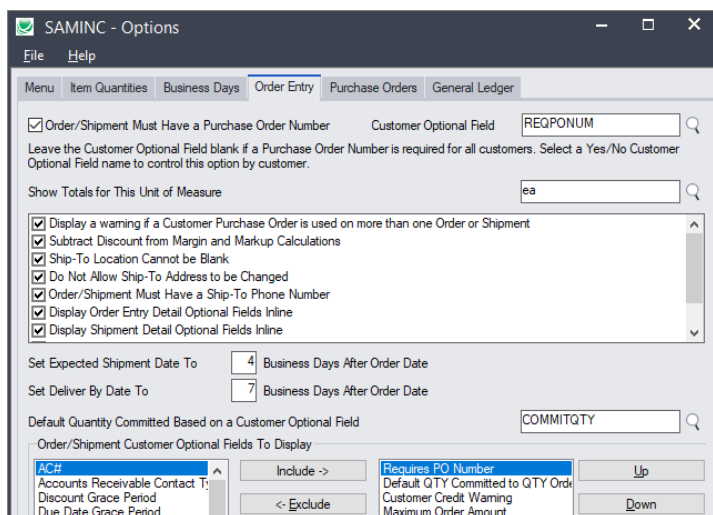 SAMINC - Options
File Help
Menu Item Quantities Business Days Order Entry Purchase Orders General Ledger
Order/Shipment Must Have a Purchase Order Number Customer Optional Field REQPONUM
Leave the Customer Optional Field blank if a Purchase Order Number is required for all customers. Select a Yes/No Customer
Optional Field name to control this option by customer.
Show Totals for This Unit of Measure ea
Display a warning if a Customer Purchase Order is used on more than one Order or Shipment
Subtract Discount from Margin and Markup Calculations
Ship-To Location Cannot be Blank
Do Not Allow Ship-To Address to be Changed
Order/Shipment Must Have a Ship-To Phone Number
Display Order Entry Detail Optional Fields Inline
Display Shipment Detail Optional Fields Inline
Set Expected Shipment Date To 4 Business Days After Order Date
Set Deliver By Date To 7 Business Days After Order Date
Default Quantity Committed Based on a Customer Optional Field COMMITQTY
Order/Shipment Customer Optional Fields To Display
AC# Include -> Requires PO Number Up
Accounts Receivable Contact Ty Default QTY Committed to QTY Orde
Discount Grace Period <- Exclude Customer Credit Warning Down
Due Date Grace Period Maximum Order Amount